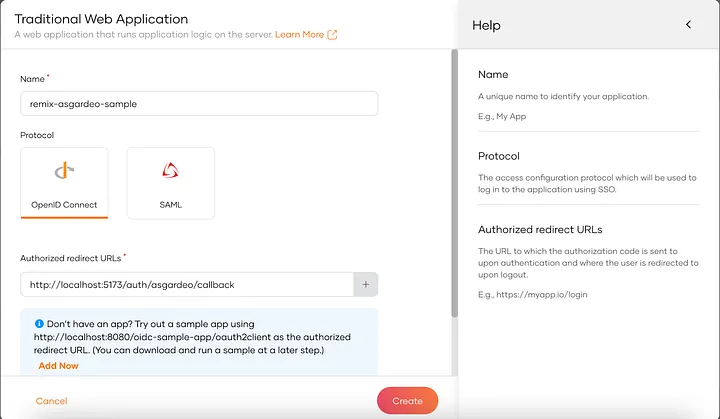 Traditional Web Application
A web application that runs application logic on the server. Learn More
Name *
remix-asgardeo-sample
Protocol
OpenID Connect
SAML
Authorized redirect URLs *
http://localhost:5173/auth/asgardeo/callback
+
Don't have an app? Try out a sample app using
http://localhost:8080/oidc-sample-app/oauth2client as the authorized
redirect URL. (You can download and run a sample at a later step.)
Add Now
Cancel
Create
Help
Name
A unique name to identify your application.
E.g., My App
Protocol
The access configuration protocol which will be used to
log in to the application using SSO.
Authorized redirect URLs
The URL to which the authorization code is sent to
upon authentication and where the user is redirected to
upon logout.
E.g., https://myapp.io/login